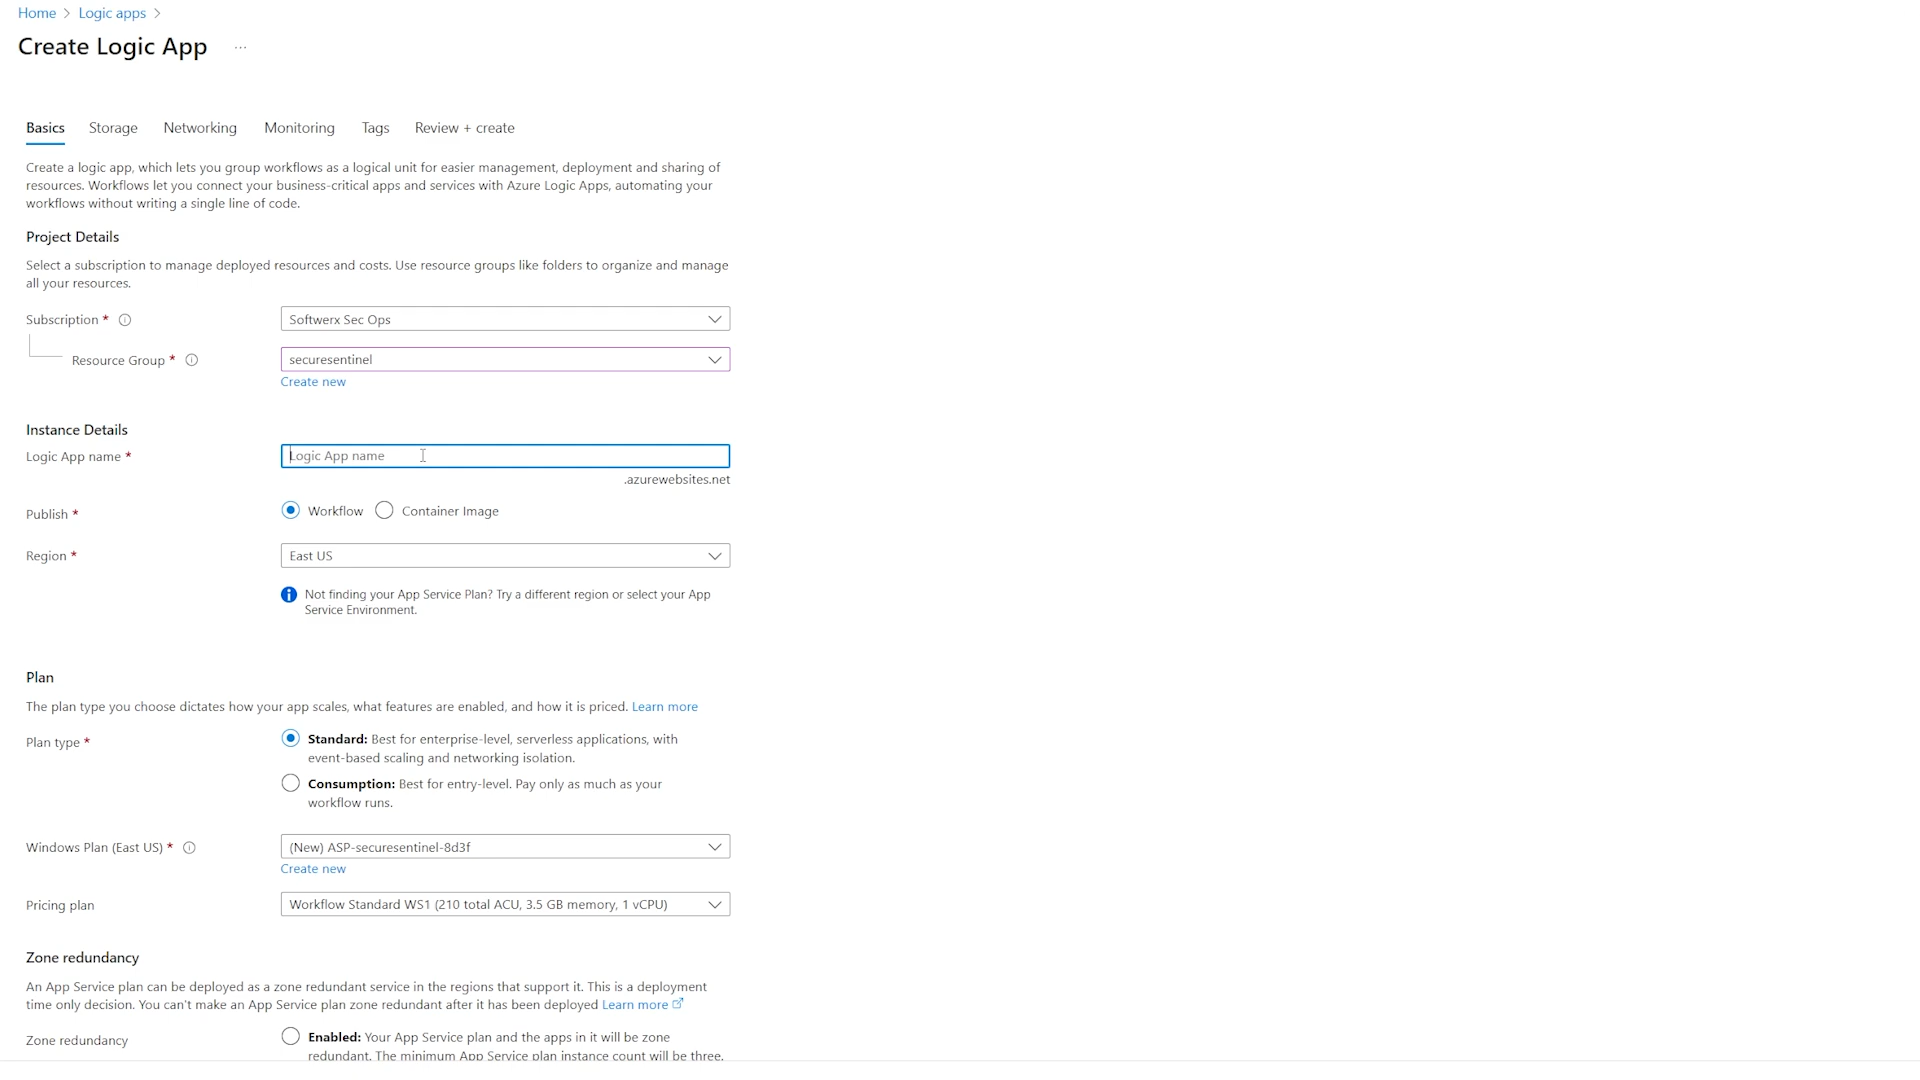 Home > Logic apps >
Create Logic App ...
Basics Storage Networking Monitoring Tags Review + create
Create a logic app, which lets you group workflows as a logical unit for easier management, deployment and sharing of
resources. Workflows let you connect your business-critical apps and services with Azure Logic Apps, automating your
workflows without writing a single line of code.
Project Details
Select a subscription to manage deployed resources and costs. Use resource groups like folders to organize and manage
all your resources.
Subscription * Softwerx Sec Ops
Resource Group * securesentinel
Create new
Instance Details
Logic App name * Logic App name
.azurewebsites.net
Publish * Workflow Container Image
Region * East US
Not finding your App Service Plan? Try a different region or select your App
Service Environment.
Plan
The plan type you choose dictates how your app scales, what features are enabled, and how it is priced. Learn more
Plan type * Standard: Best for enterprise-level, serverless applications, with
event-based scaling and networking isolation.
Consumption: Best for entry-level. Pay only as much as your
workflow runs.
Windows Plan (East US) * (New) ASP-securesentinel-8d3f
Create new
Pricing plan Workflow Standard WS1 (210 total ACU, 3.5 GB memory, 1 vCPU)
Zone redundancy
An App Service plan can be deployed as a zone redundant service in the regions that support it. This is a deployment
time only decision. You can't make an App Service plan zone redundant after it has been deployed Learn more
Zone redundancy Enabled: Your App Service plan and the apps in it will be zone
redundant. The minimum App Service plan instance count will be three.